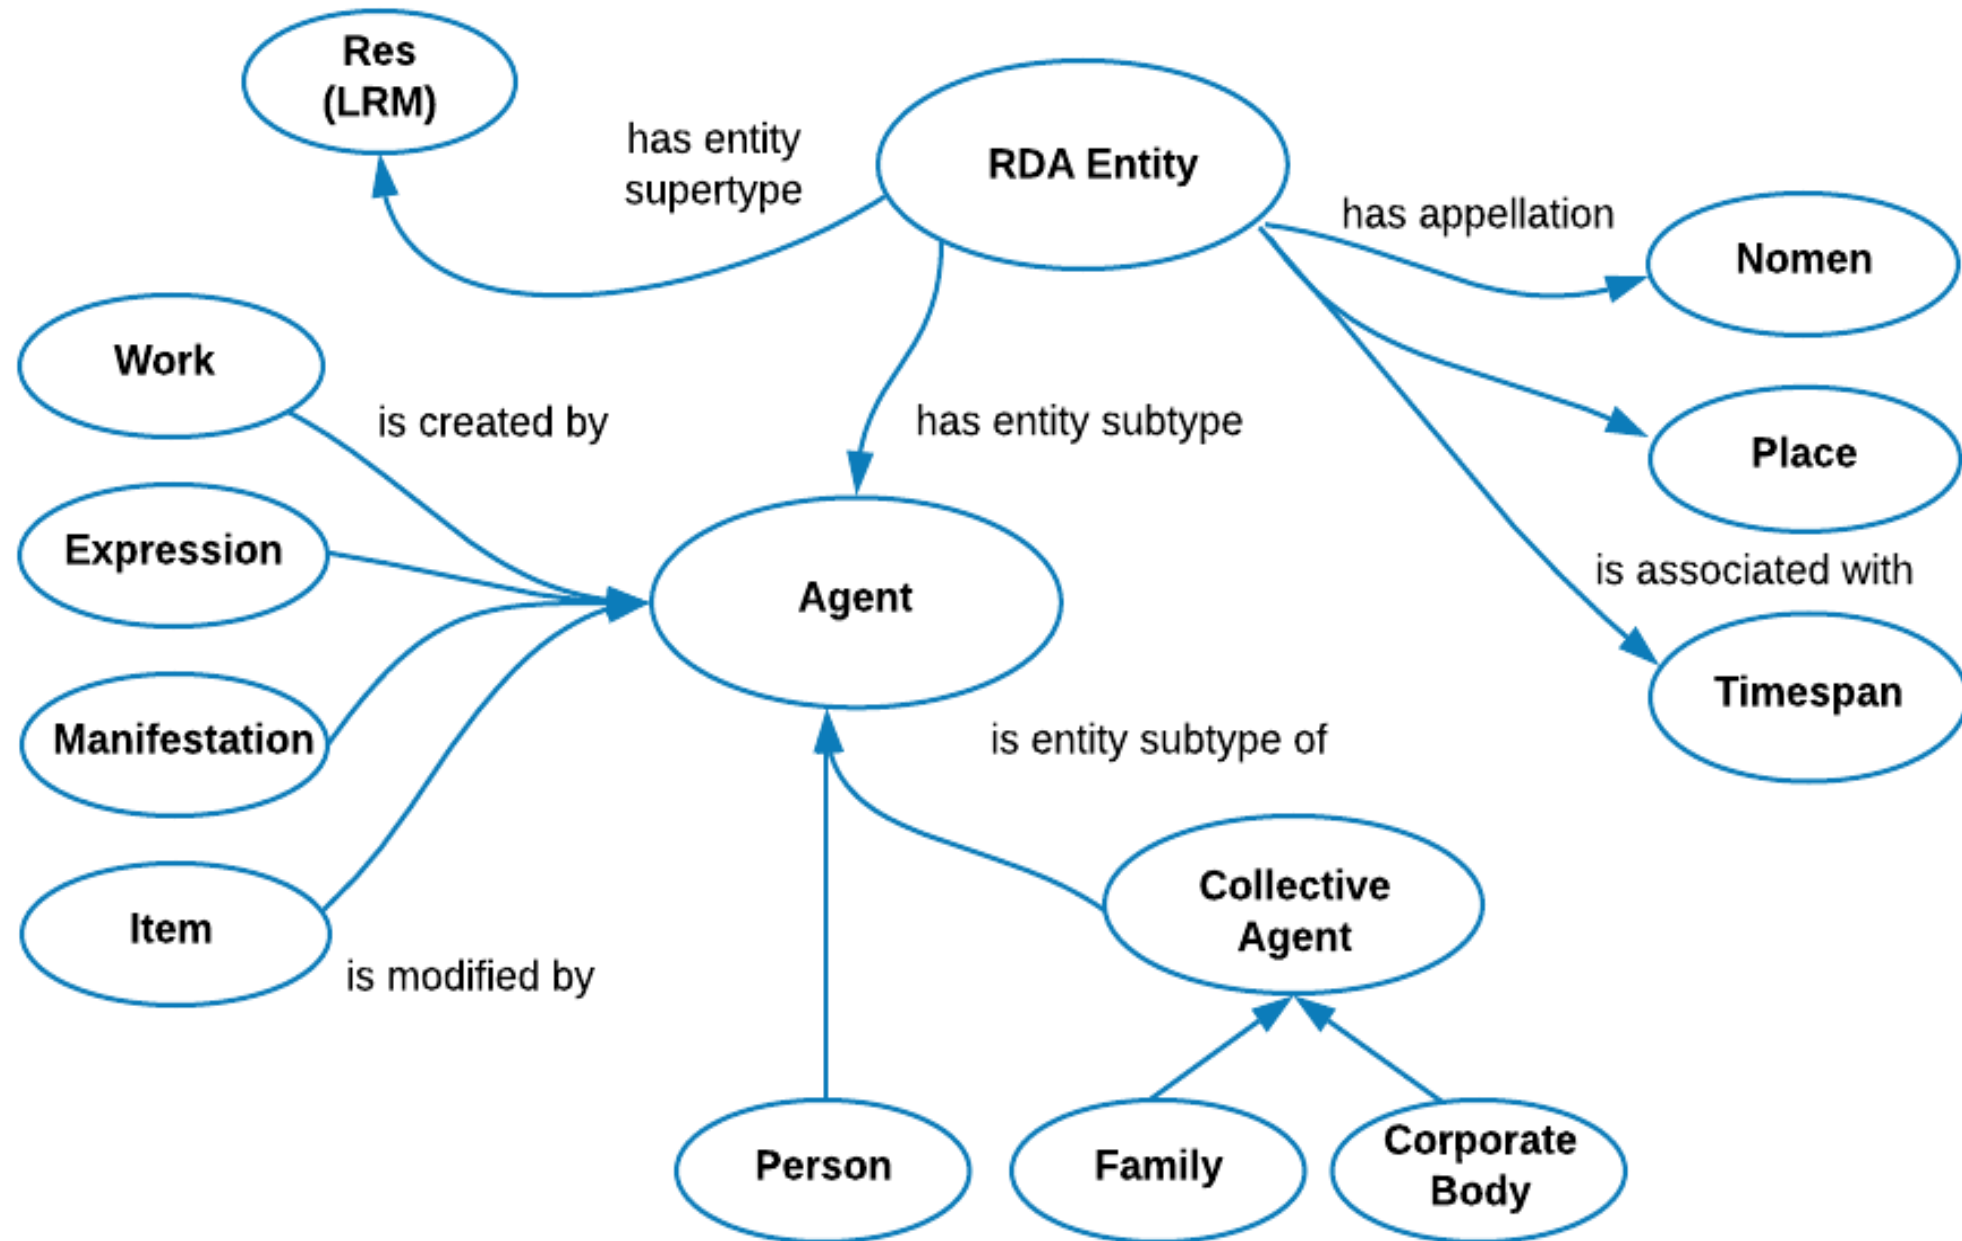 Res
(LRM)
has entity
supertype
RDA Entity
has appellation
Nomen
Work
is created by
has entity subtype
Place
Expression
Agent
is associated with
Timespan
Manifestation
is entity subtype of
Item
is modified by
Collective
Agent
Person
Family
Corporate
Body